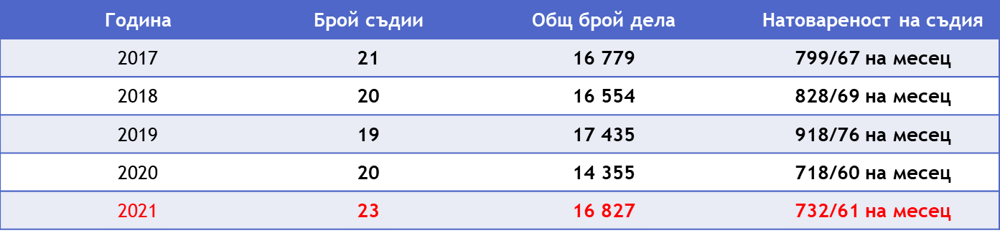 Година Брой съдии Общ брой дела Натовареност на съдия
2017 21 16 779 799/67 на месец
2018 20 16 554 828/69 на месец
2019 19 17 435 918/76 на месец
2020 20 14 355 718/60 на месец
2021 23 16 827 732/61 на месец